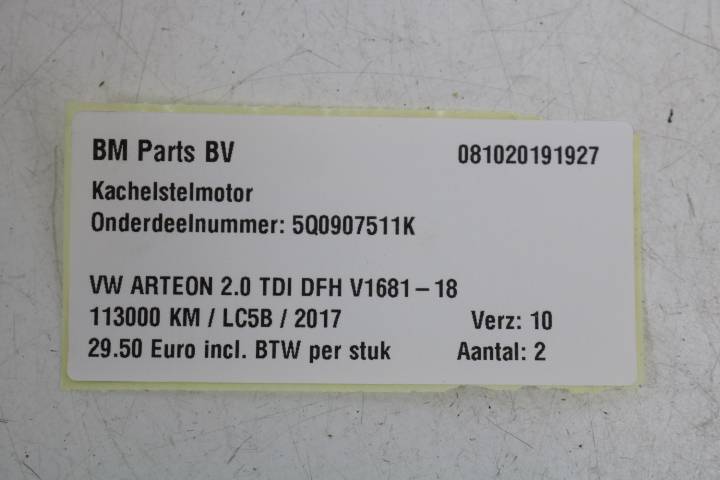 BM Parts BV 081020191927
Kachelstelmotor
Onderdeelnummer: 5Q0907511K
VW ARTEON 2.0 TDI DFH V1681-18
113000 KM / LC5B / 2017 Verz: 10
29.50 Euro incl. BTW per stuk Aantal: 2